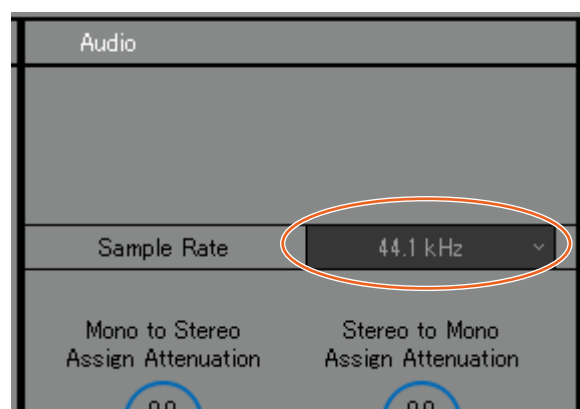 Audio
Sample Rate 44.1 kHz
Mono to Stereo Stereo to Mono
Assign Attenuation Assign Attenuation